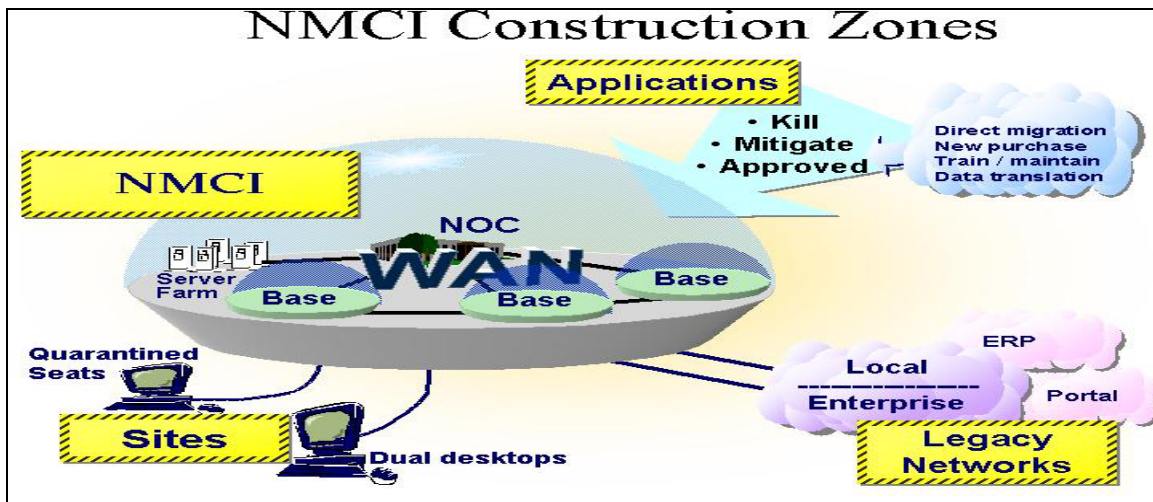 NMCI Construction Zones
Applications
• Kill
• Mitigate
• Approved
Direct migration
New purchase
Train / maintain
Data translation
NMCI
NOC
WAN
Server
Farm
Base
Base
Base
Quarantined
Seats
Sites
Dual desktops
ERP
Local
Enterprise
Portal
Legacy
Networks